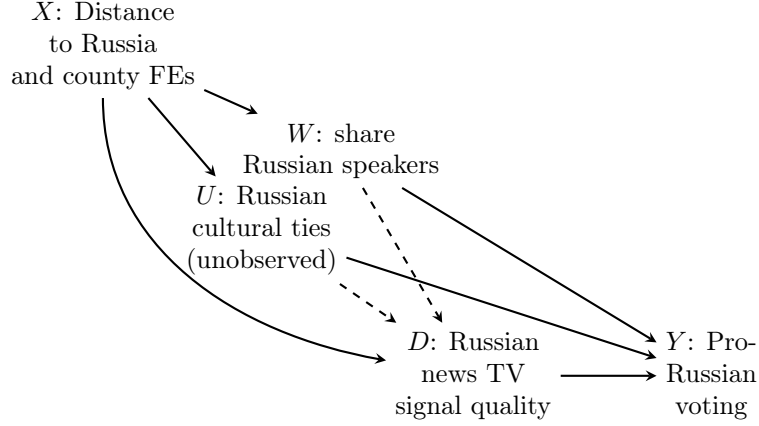 X: Distance
to Russia
and county FEs
W: share
Russian speakers
U: Russian
cultural ties
(unobserved)
D: Russian
news TV
signal quality
Y: Pro-
Russian
voting